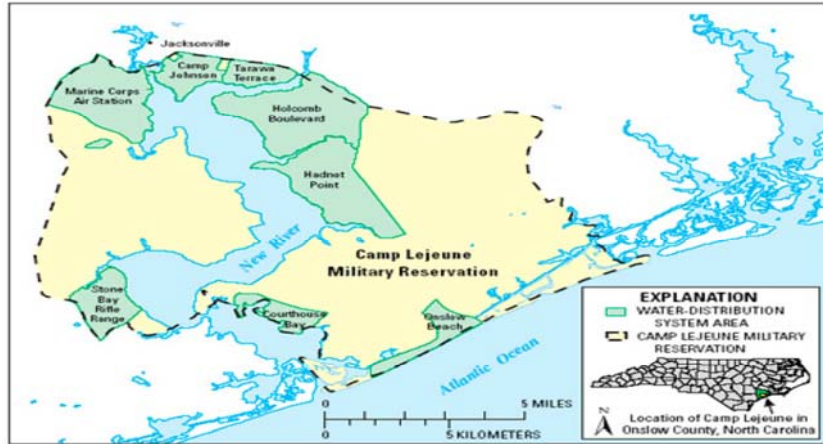 Jacksonville
Camp
Johnson
Tarawa
Terrace
Marine Corps
Air Station
Holcomb
Boulevard
Hadnot
Point
New River
Camp Lejeune
Military Reservation
Stone
Bay
Rifle
Range
Courthouse
Bay
Onslow
Beach
Atlantic Ocean
EXPLANATION
WATER-DISTRIBUTION
SYSTEM AREA
CAMP LEJEUNE MILITARY
RESERVATION
N
Location of Camp Lejeune in
Onslow County, North Carolina
0 5 MILES
0 5 KILOMETERS